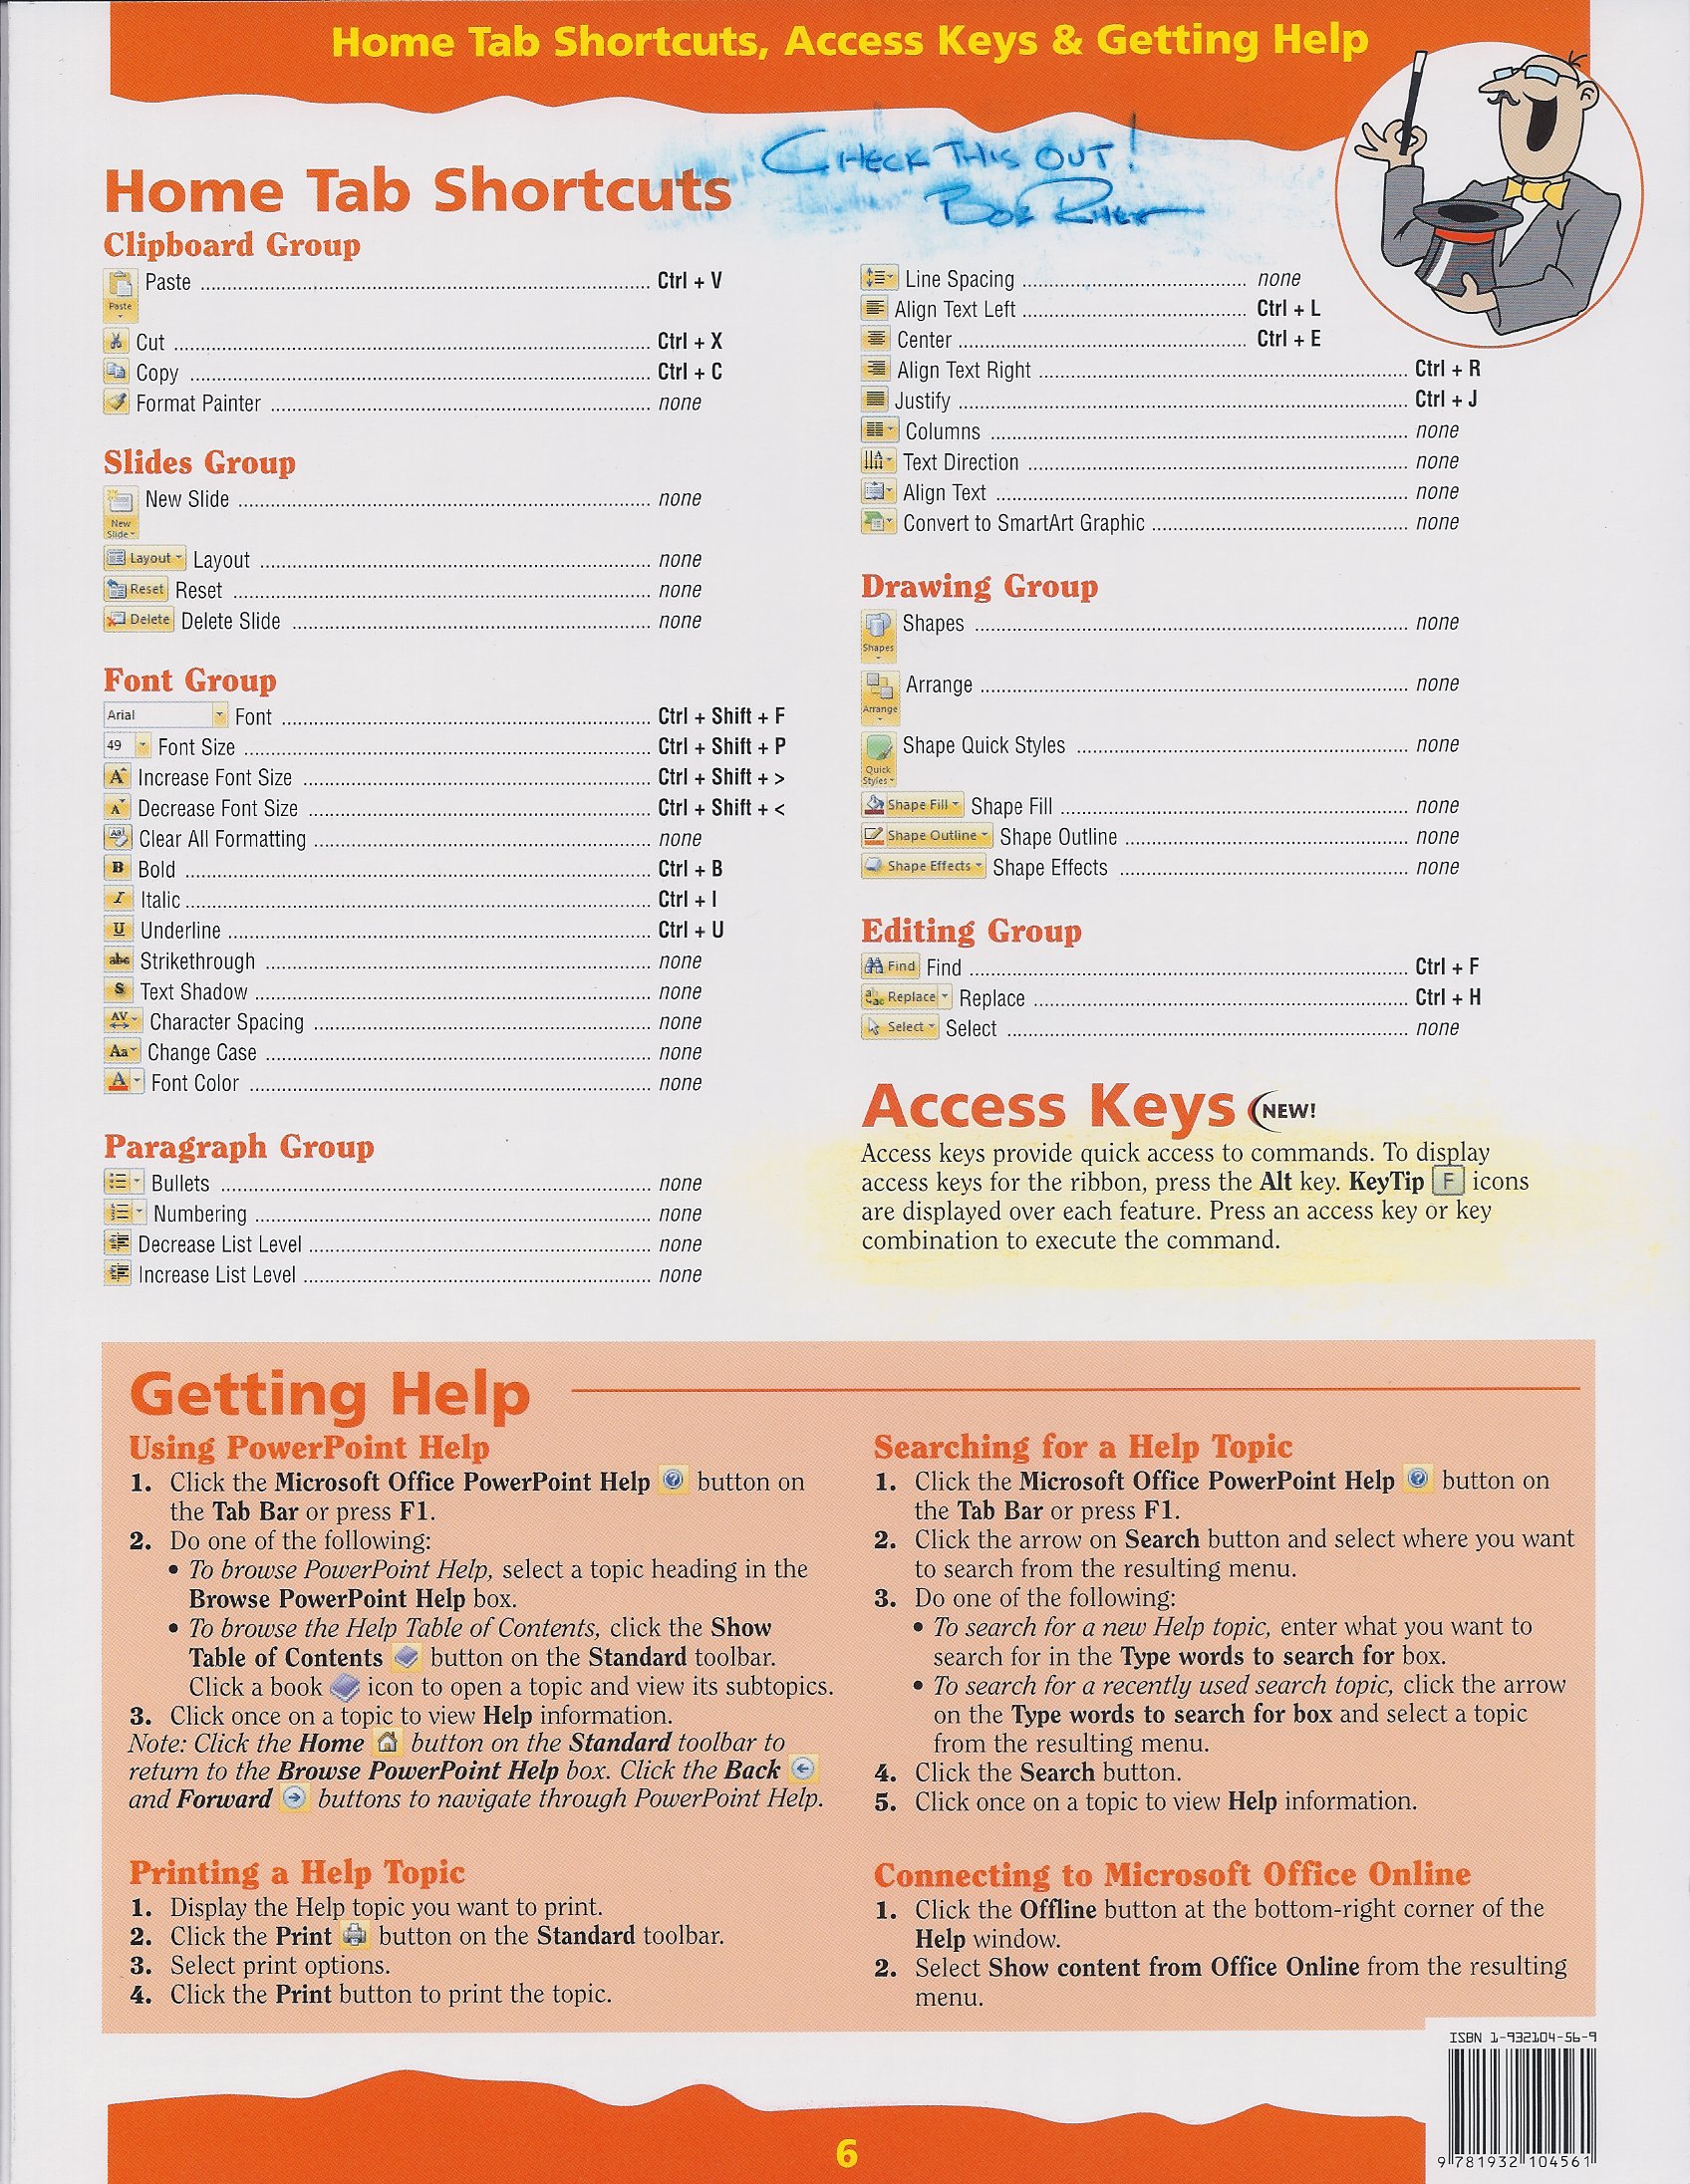 Home Tab Shortcuts, Access Keys & Getting Help
CHECK THIS OUT!
Home Tab Shortcuts
Clipboard Group
Paste ... Ctrl + V
Paste
Cut ... Ctrl + X
Copy ... Ctrl + C
Format Painter ... none
Slides Group
New Slide ... none
New
Slide
Layout Layout ... none
Reset Reset ... none
Delete Delete Slide ... none
Font Group
Arial Font ... Ctrl + Shift + F
49 Font Size ... Ctrl + Shift + P
Increase Font Size ... Ctrl + Shift + >
Decrease Font Size ... Ctrl + Shift + <
Clear All Formatting ... none
B Bold ... Ctrl + B
I Italic ... Ctrl + I
U Underline ... Ctrl + U
abc Strikethrough ... none
S Text Shadow ... none
AV Character Spacing ... none
Aa Change Case ... none
A Font Color ... none
Paragraph Group
Bullets ... none
Numbering ... none
Decrease List Level ... none
Increase List Level ... none
Line Spacing ... none
Align Text Left ... Ctrl + L
Center ... Ctrl + E
Align Text Right ... Ctrl + R
Justify ... Ctrl + J
Columns ... none
Text Direction ... none
Align Text ... none
Convert to SmartArt Graphic ... none
Drawing Group
Shapes ... none
Shapes
Arrange ... none
Arrange
Shape Quick Styles ... none
Quick
Styles
Shape Fill Shape Fill ... none
Shape Outline Shape Outline ... none
Shape Effects Shape Effects ... none
Editing Group
Find Find ... Ctrl + F
Replace Replace ... Ctrl + H
Select Select ... none
Access Keys NEW!
Access keys provide quick access to commands. To display
access keys for the ribbon, press the Alt key. KeyTip F icons
are displayed over each feature. Press an access key or key
combination to execute the command.
Getting Help
Using PowerPoint Help
1. Click the Microsoft Office PowerPoint Help button on
the Tab Bar or press F1.
2. Do one of the following:
• To browse PowerPoint Help, select a topic heading in the
Browse PowerPoint Help box.
• To browse the Help Table of Contents, click the Show
Table of Contents button on the Standard toolbar.
Click a book icon to open a topic and view its subtopics.
3. Click once on a topic to view Help information.
Note: Click the Home button on the Standard toolbar to
return to the Browse PowerPoint Help box. Click the Back
and Forward buttons to navigate through PowerPoint Help.
Printing a Help Topic
1. Display the Help topic you want to print.
2. Click the Print button on the Standard toolbar.
3. Select print options.
4. Click the Print button to print the topic.
Searching for a Help Topic
1. Click the Microsoft Office PowerPoint Help button on
the Tab Bar or press F1.
2. Click the arrow on Search button and select where you want
to search from the resulting menu.
3. Do one of the following:
• To search for a new Help topic, enter what you want to
search for in the Type words to search for box.
• To search for a recently used search topic, click the arrow
on the Type words to search for box and select a topic
from the resulting menu.
4. Click the Search button.
5. Click once on a topic to view Help information.
Connecting to Microsoft Office Online
1. Click the Offline button at the bottom-right corner of the
Help window.
2. Select Show content from Office Online from the resulting
menu.
ISBN 1-932104-56-9
9 781932 104561
6